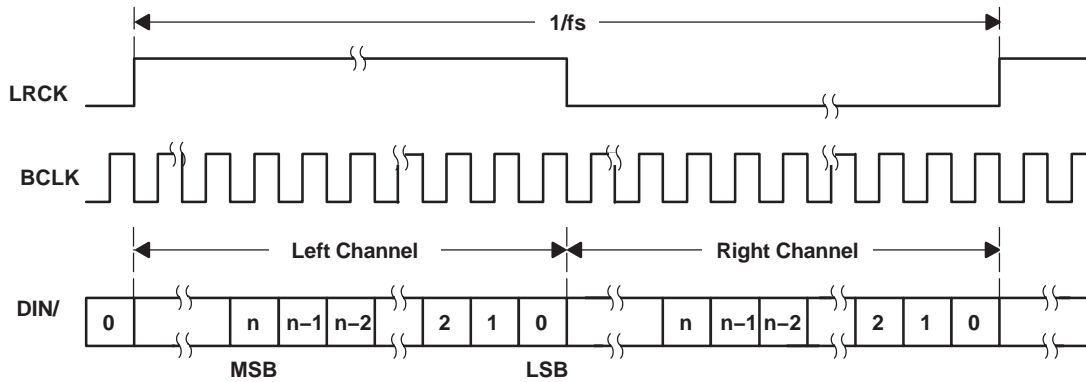 1/fs
LRCK
BCLK
Left Channel Right Channel
DIN/ 0 n n−1 n−2 2 1 0 n n−1 n−2 2 1 0
MSB LSB